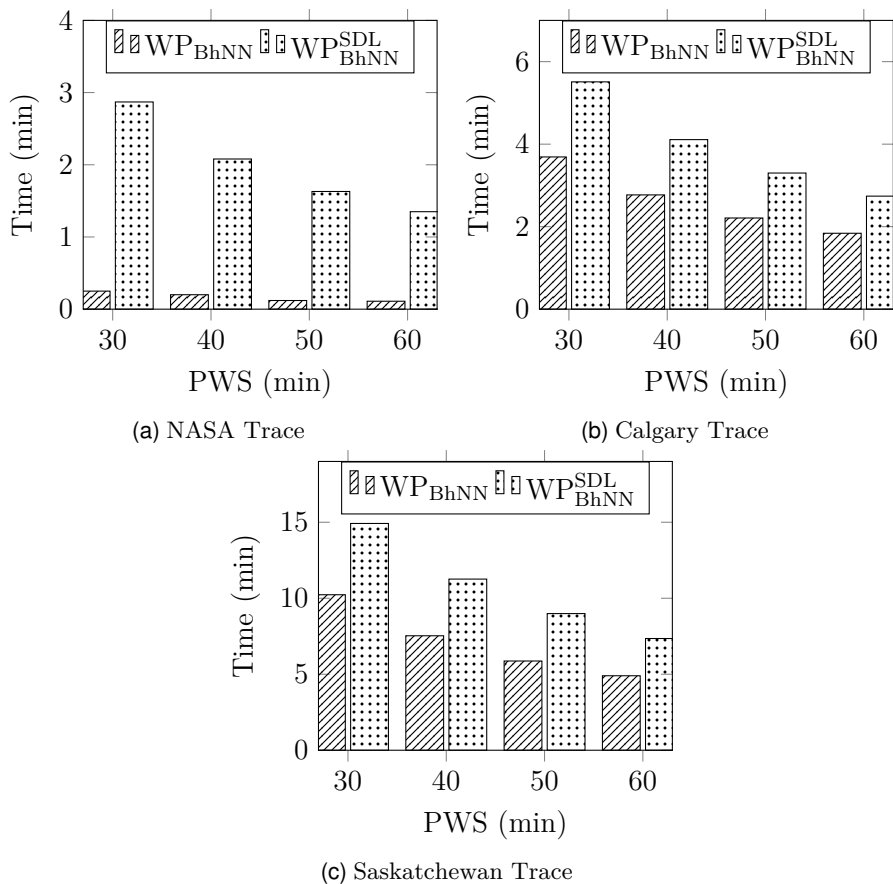 4
3
2
1
0
Time (min)
WP_BhNN WP^SDL_BhNN
30 40 50 60
PWS (min)
(a) NASA Trace
6
4
2
0
Time (min)
WP_BhNN WP^SDL_BhNN
30 40 50 60
PWS (min)
(b) Calgary Trace
15
10
5
0
Time (min)
WP_BhNN WP^SDL_BhNN
30 40 50 60
PWS (min)
(c) Saskatchewan Trace